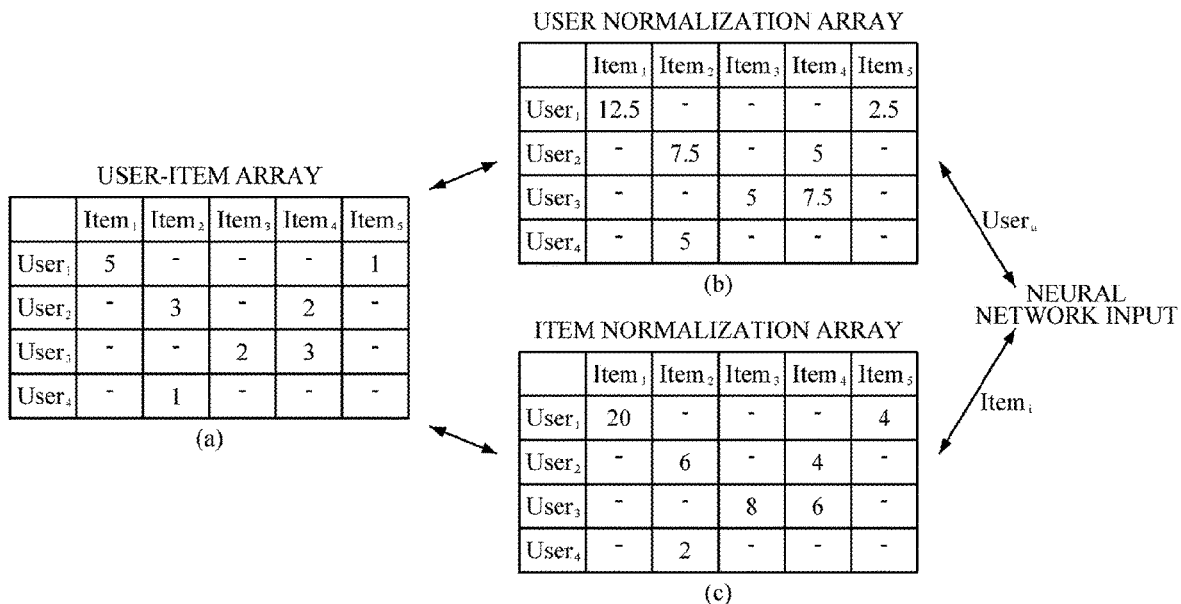 USER-ITEM ARRAY
Item₁ Item₂ Item₃ Item₄ Item₅
User₁ 5 - - - 1
User₂ - 3 - 2 -
User₃ - - 2 3 -
User₄ - 1 - - -
(a)
USER NORMALIZATION ARRAY
Item₁ Item₂ Item₃ Item₄ Item₅
User₁ 12.5 - - - 2.5
User₂ - 7.5 - 5 -
User₃ - - 5 7.5 -
User₄ - 5 - - -
(b)
ITEM NORMALIZATION ARRAY
Item₁ Item₂ Item₃ Item₄ Item₅
User₁ 20 - - - 4
User₂ - 6 - 4 -
User₃ - - 8 6 -
User₄ - 2 - - -
(c)
Userᵤ
NEURAL
NETWORK INPUT
Itemᵢ